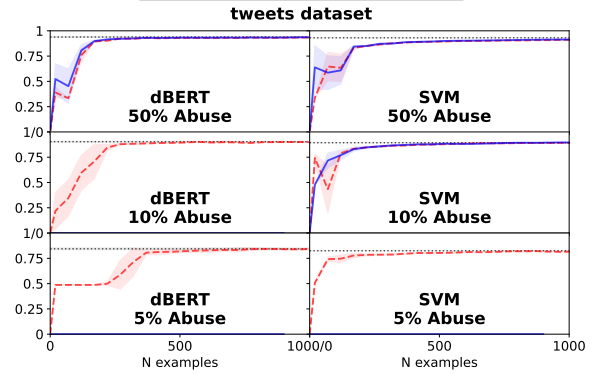 tweets dataset
1
0.75
0.5
0.25
dBERT
50% Abuse
SVM
50% Abuse
1/0
0.75
0.5
0.25
dBERT
10% Abuse
SVM
10% Abuse
1/0
0.75
0.5
0.25
0
dBERT
5% Abuse
SVM
5% Abuse
0 500 1000/0 500 1000
N examples N examples